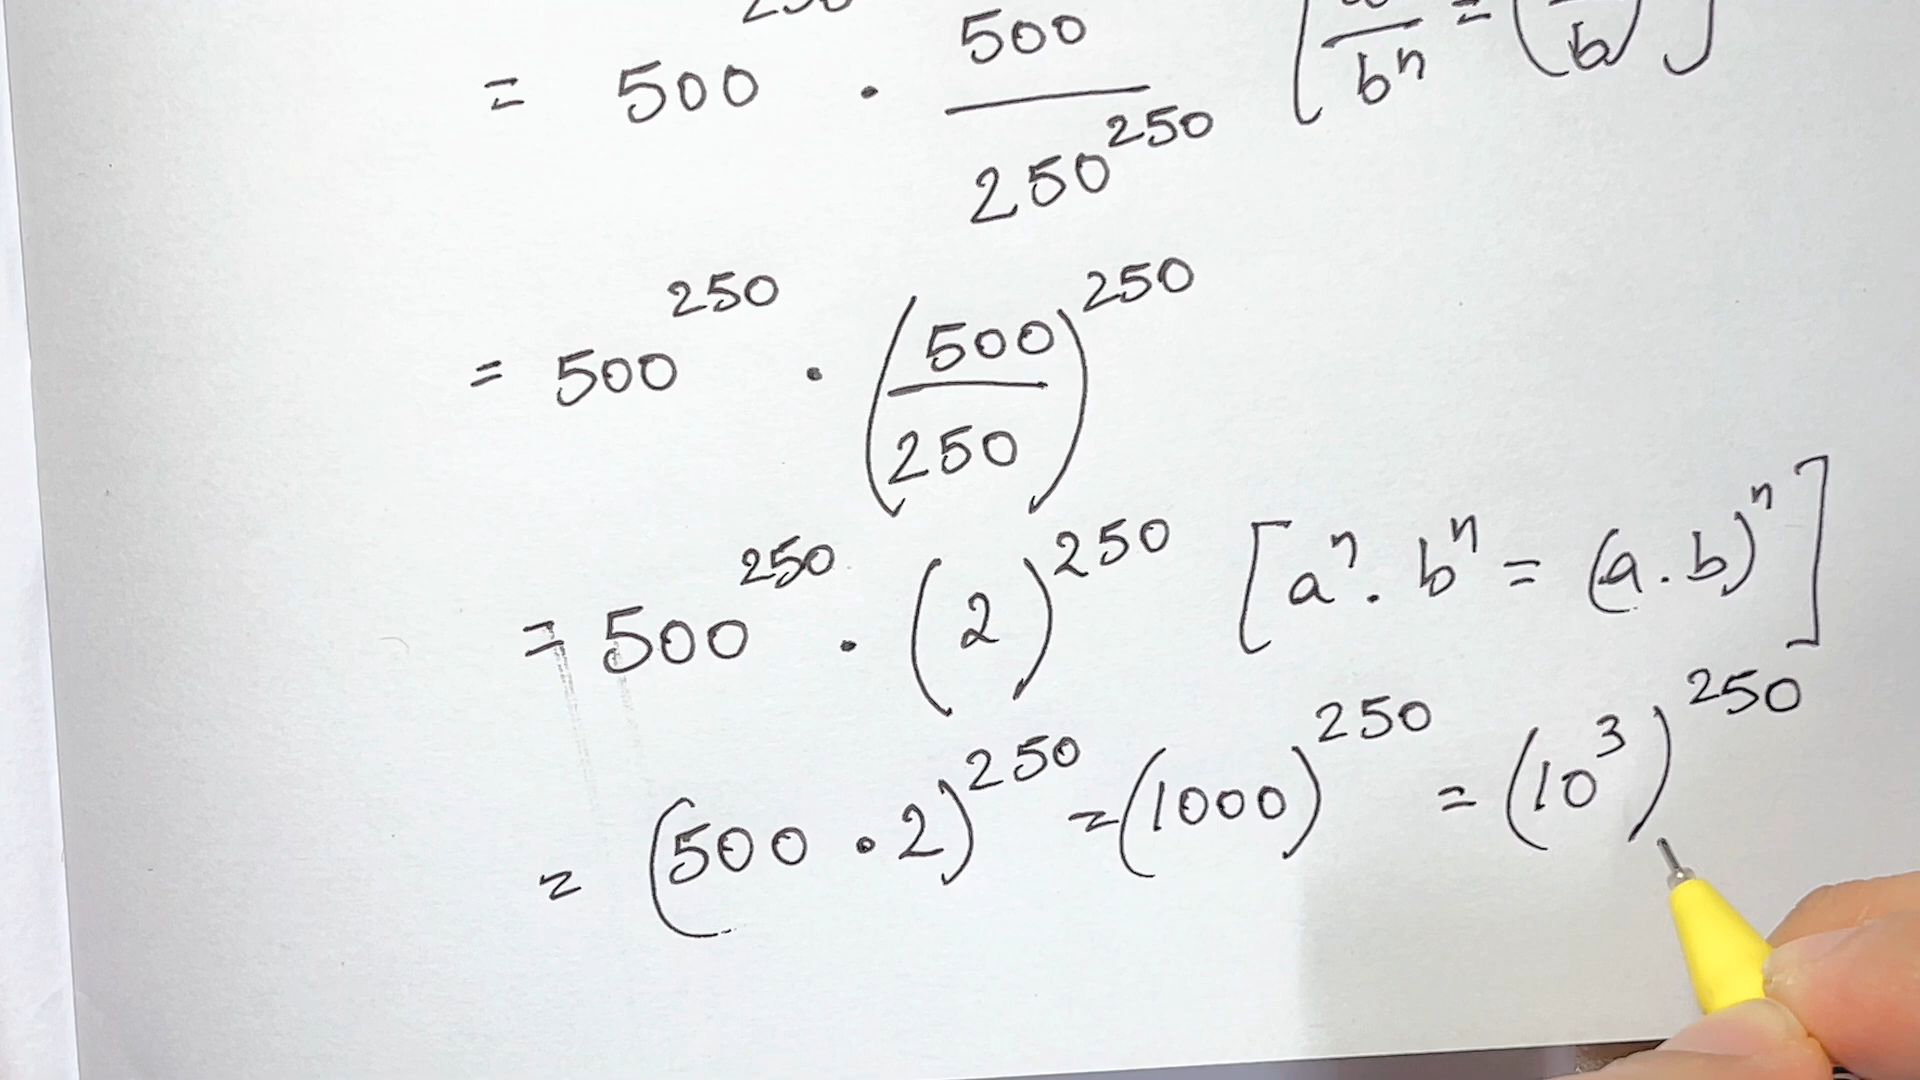 250
= 500 · 500 / 250^250 [ / b^n = ( / b) ]
= 500^250 · (500/250)^250
= 500^250 · (2)^250 [a^n . b^n = (a . b)^n]
= (500 · 2)^250 = (1000)^250 = (10^3)^250